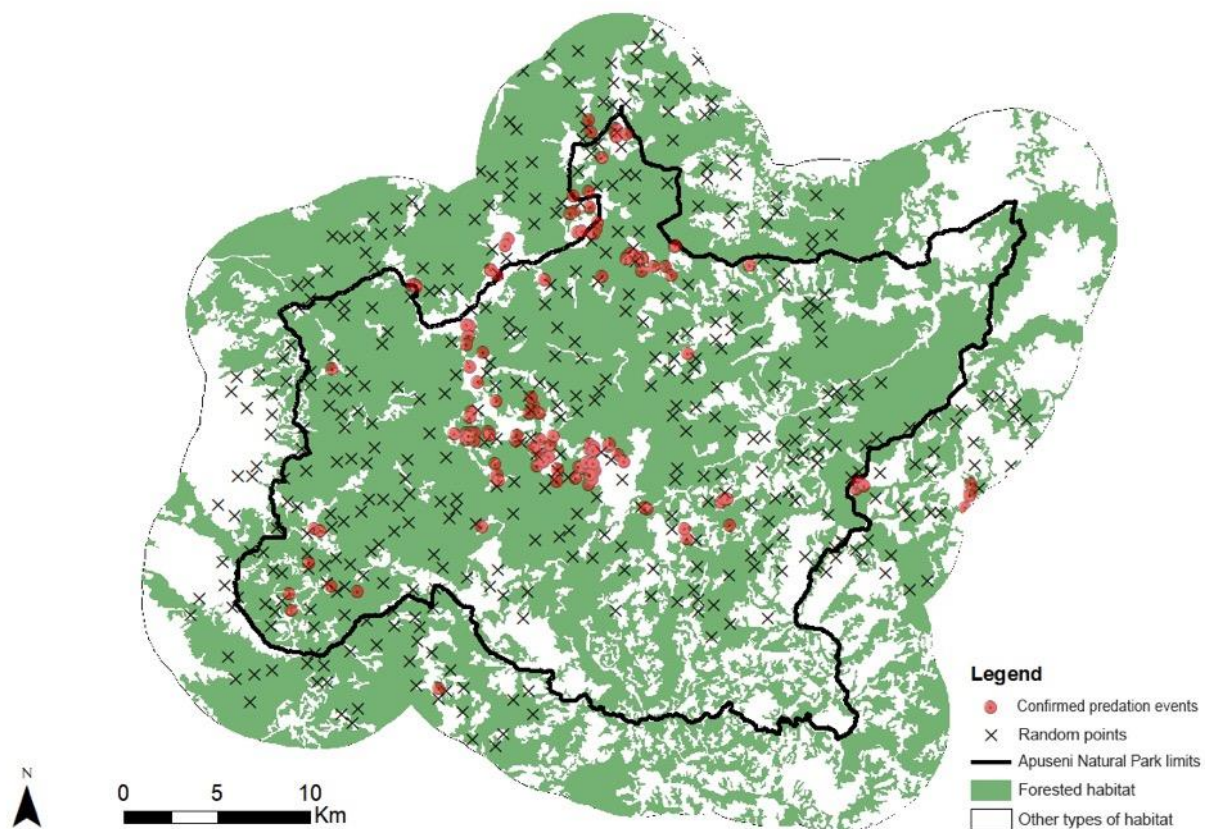 Legend
Confirmed predation events
Random points
Apuseni Natural Park limits
Forested habitat
Other types of habitat
N
0 5 10
Km